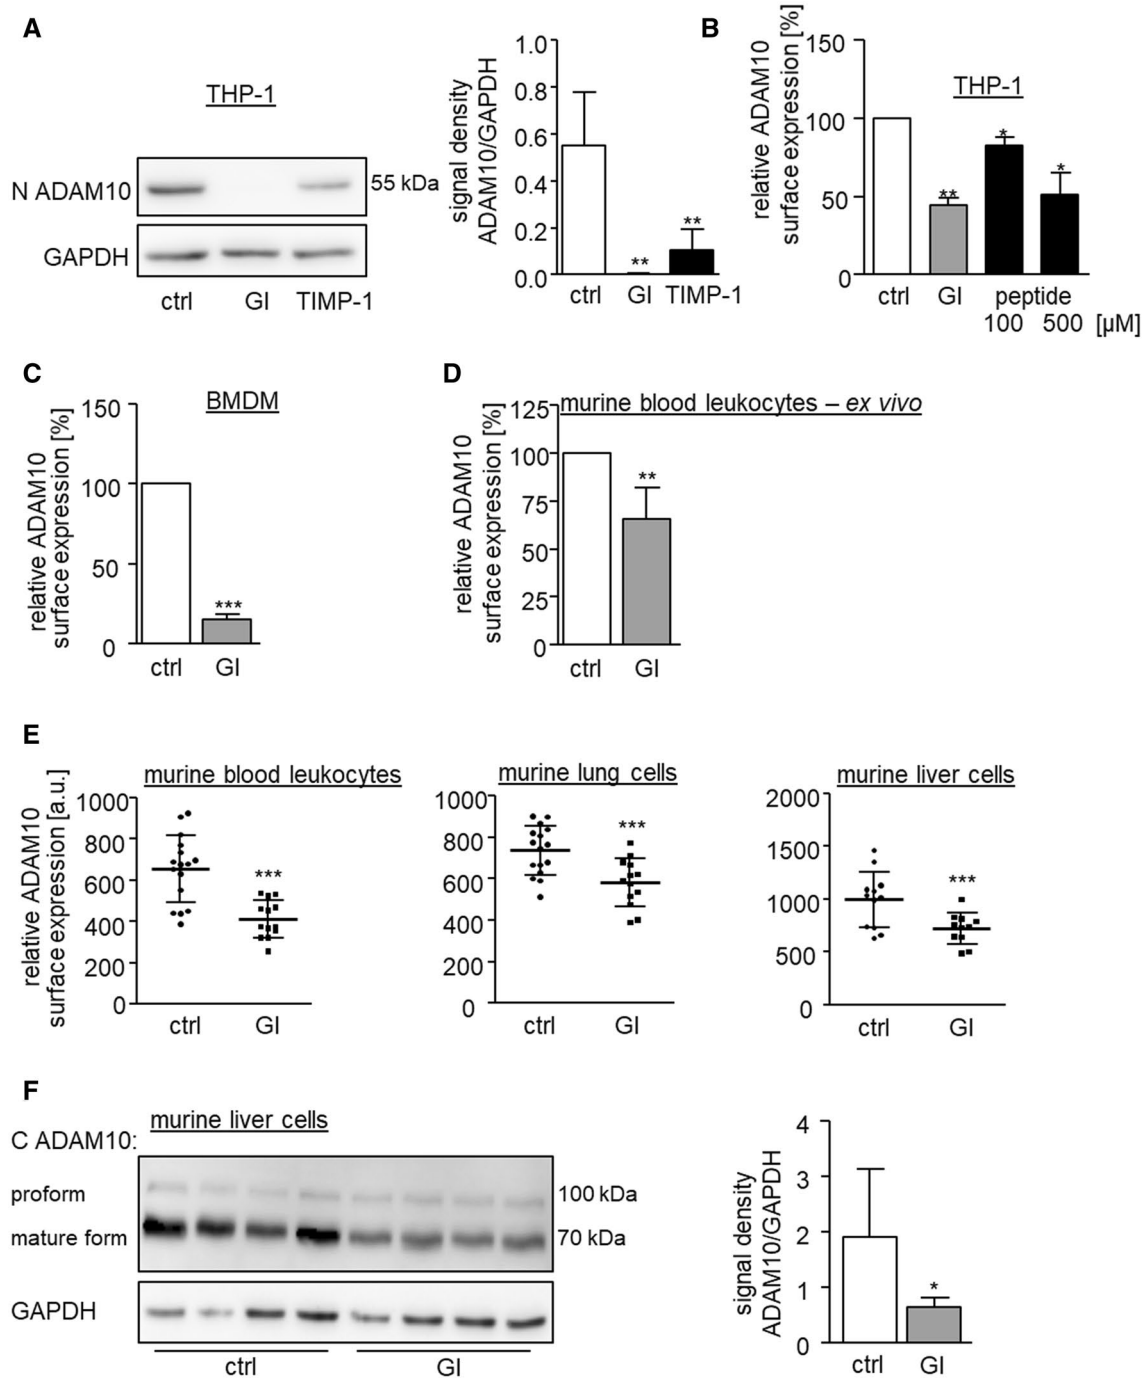 A
THP-1
N ADAM10
55 kDa
GAPDH
ctrl GI TIMP-1
signal density
ADAM10/GAPDH
1.0
0.8
0.6
0.4
0.2
0.0
**
**
ctrl GI TIMP-1
B
relative ADAM10
surface expression [%]
THP-1
150
100
50
0
**
*
*
ctrl GI peptide
100 500 [µM]
C
BMDM
relative ADAM10
surface expression [%]
150
100
50
0
***
ctrl GI
D
murine blood leukocytes – ex vivo
relative ADAM10
surface expression [%]
125
100
75
50
25
0
**
ctrl GI
E
relative ADAM10
surface expression [a.u.]
murine blood leukocytes
1000
800
600
400
200
0
***
ctrl GI
murine lung cells
1000
800
600
400
200
0
***
ctrl GI
murine liver cells
2000
1500
1000
500
0
***
ctrl GI
F
murine liver cells
C ADAM10:
proform
100 kDa
mature form
70 kDa
GAPDH
ctrl GI
signal density
ADAM10/GAPDH
4
3
2
1
0
*
ctrl GI